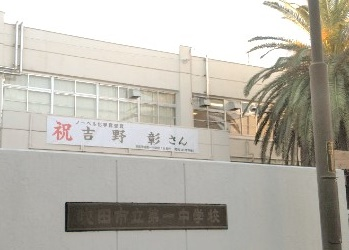 ノーベル化学賞受賞
祝 吉野 彰さん
吹田市立第一中学校